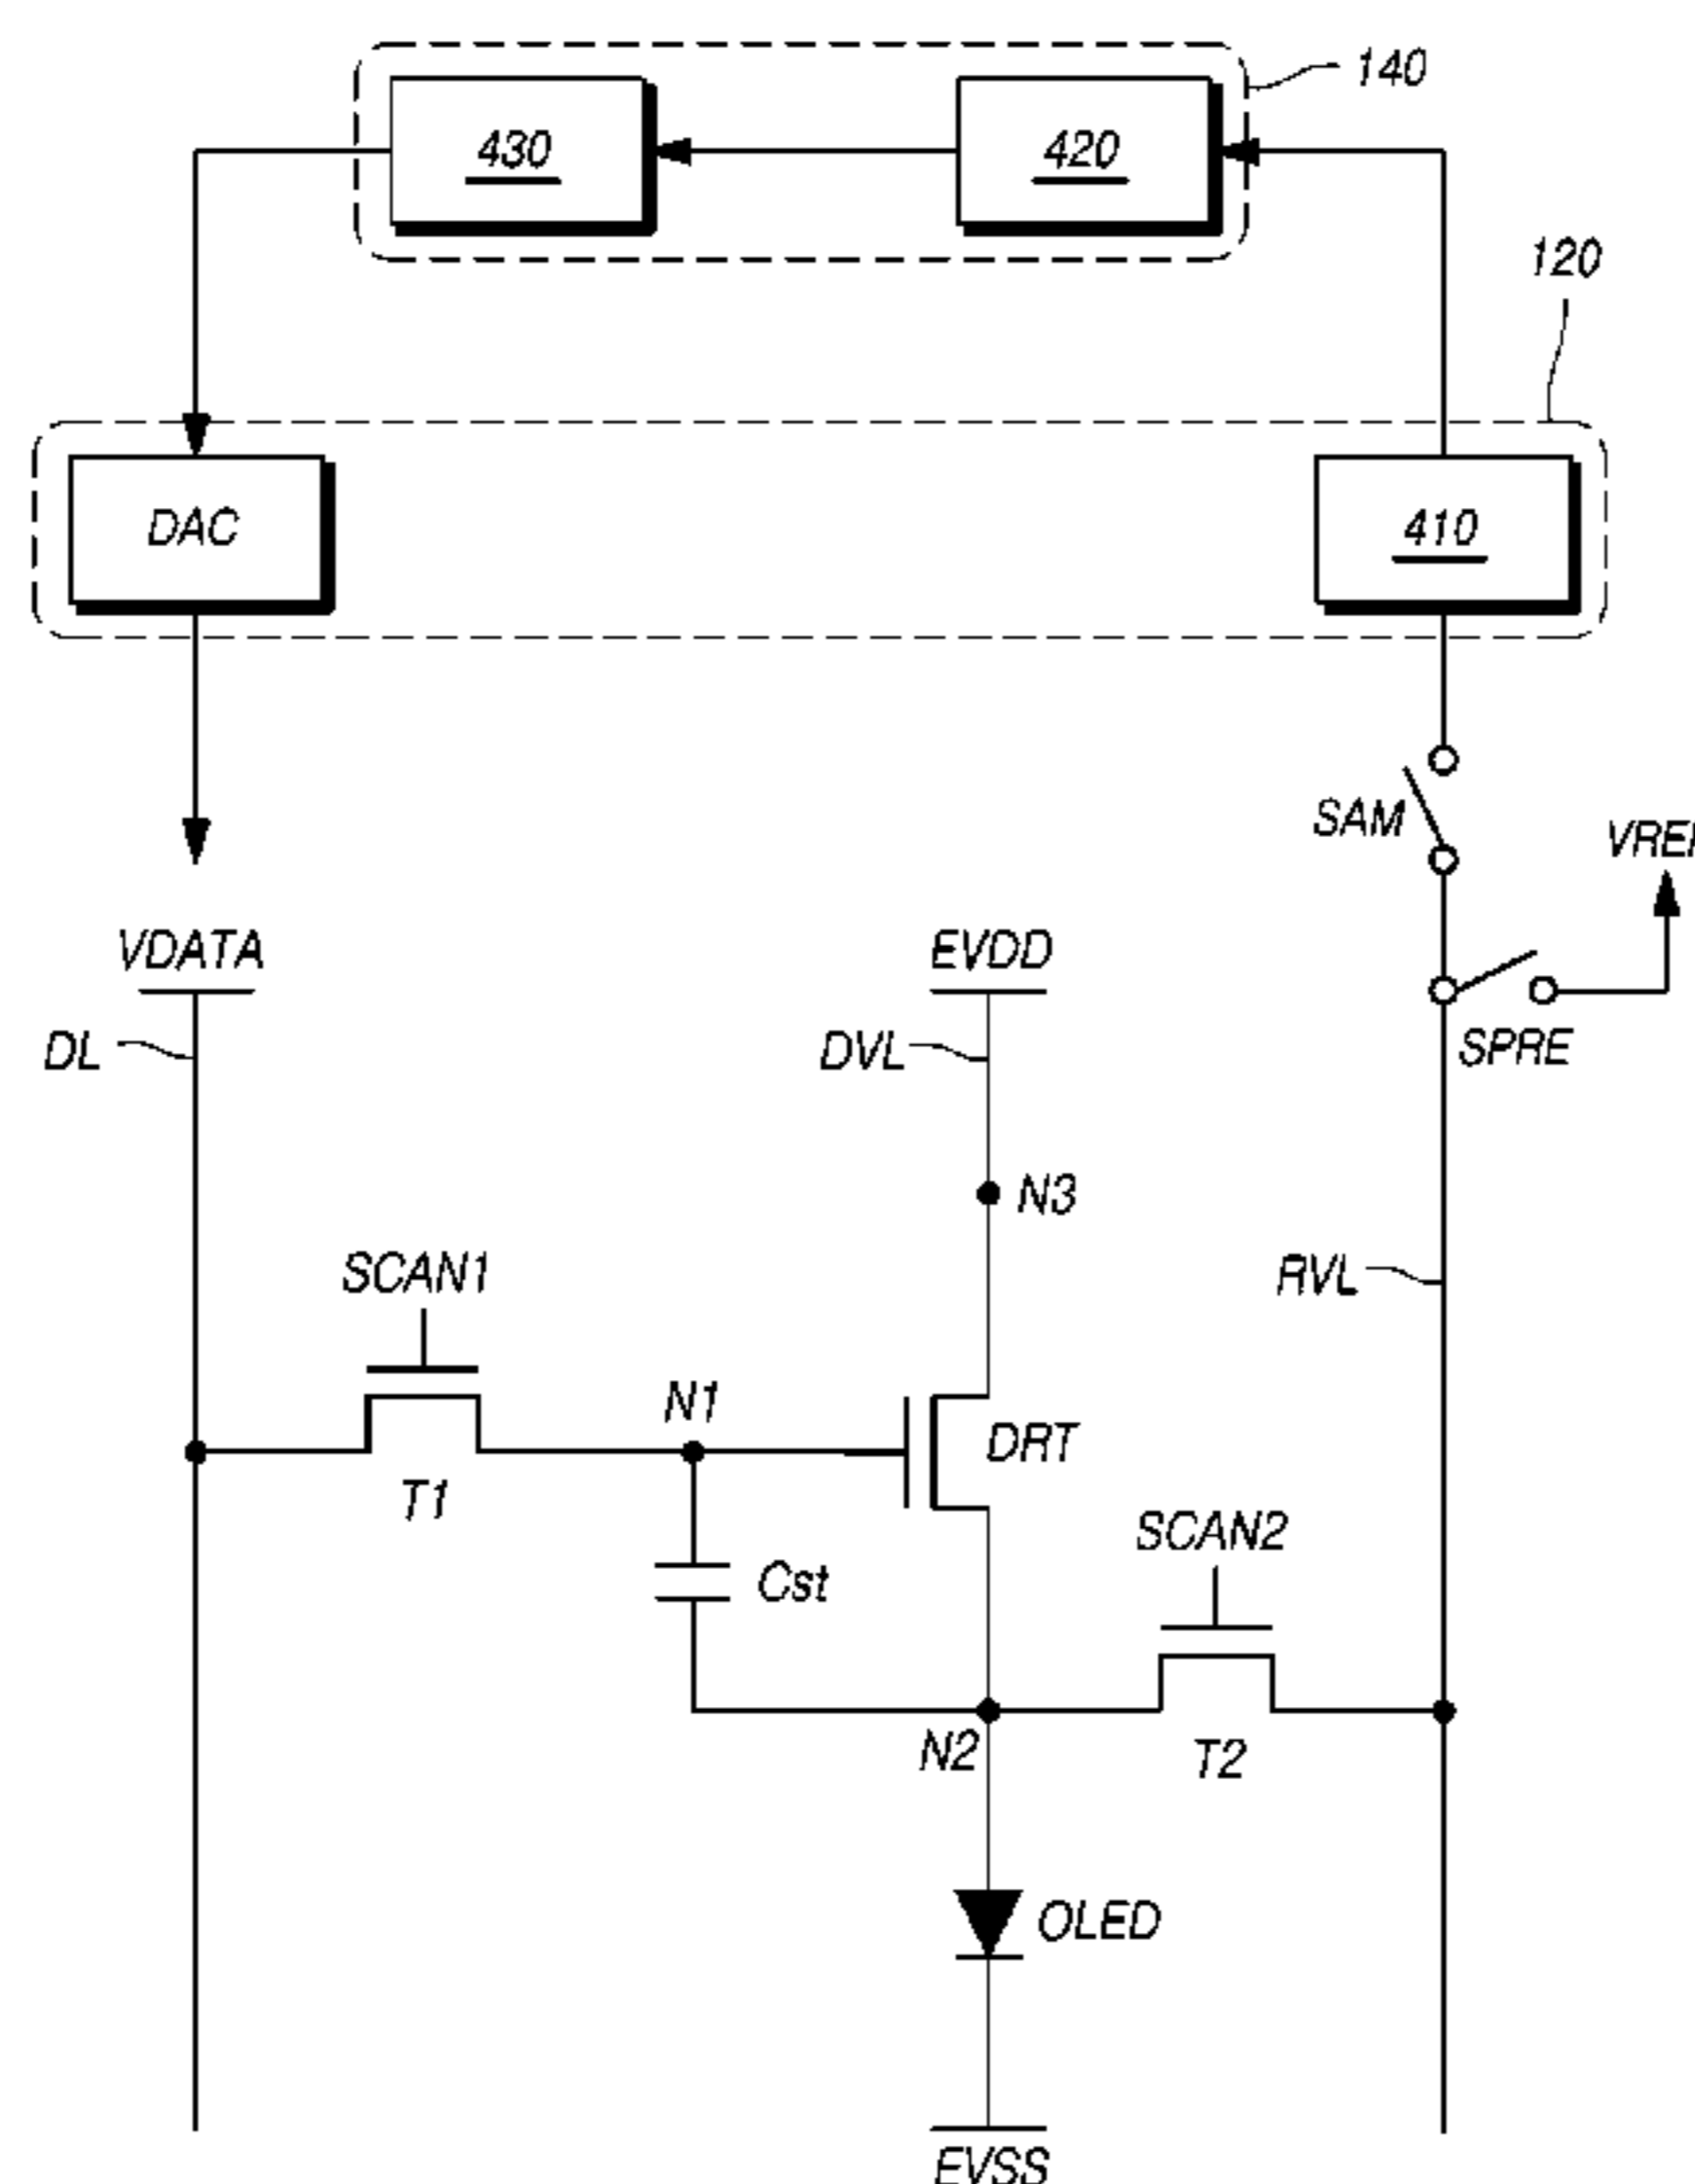 140
430
420
120
DAC
410
SAM
VREF
VDATA
EVDD
DL
DVL
SPRE
N3
SCAN1
RVL
N1
DRT
T1
SCAN2
Cst
N2
T2
OLED
EVSS